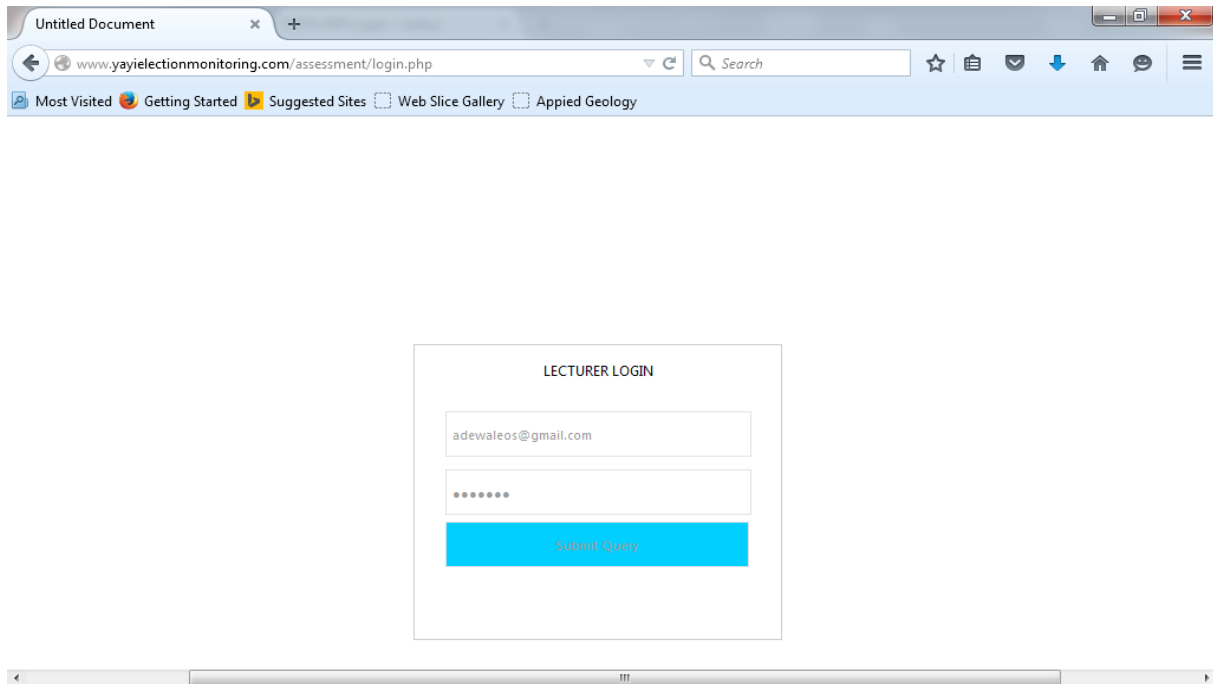 Untitled Document
www.yayielectionmonitoring.com/assessment/login.php
Search
Most Visited Getting Started Suggested Sites Web Slice Gallery Appied Geology
LECTURER LOGIN
adewaleos@gmail.com
•••••••
Submit Query